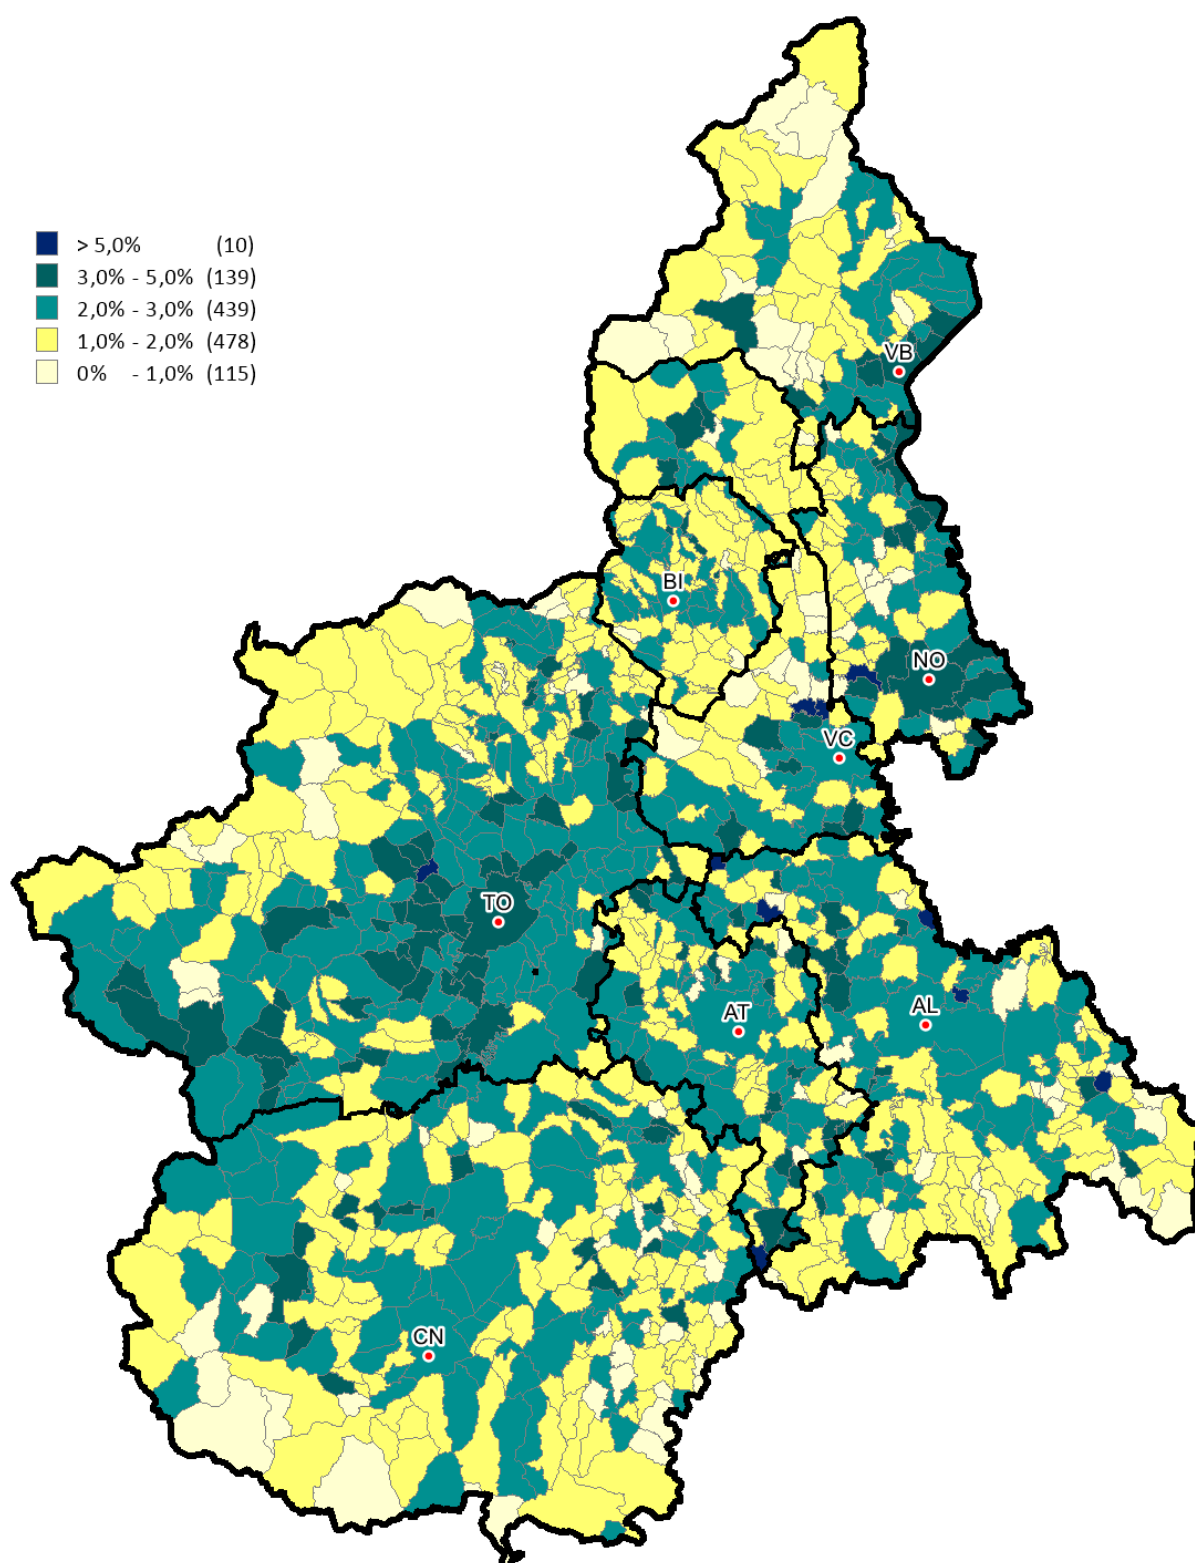 > 5,0% (10)
3,0% - 5,0% (139)
2,0% - 3,0% (439)
1,0% - 2,0% (478)
0% - 1,0% (115)
VB
BI
NO
VC
TO
AT
AL
CN